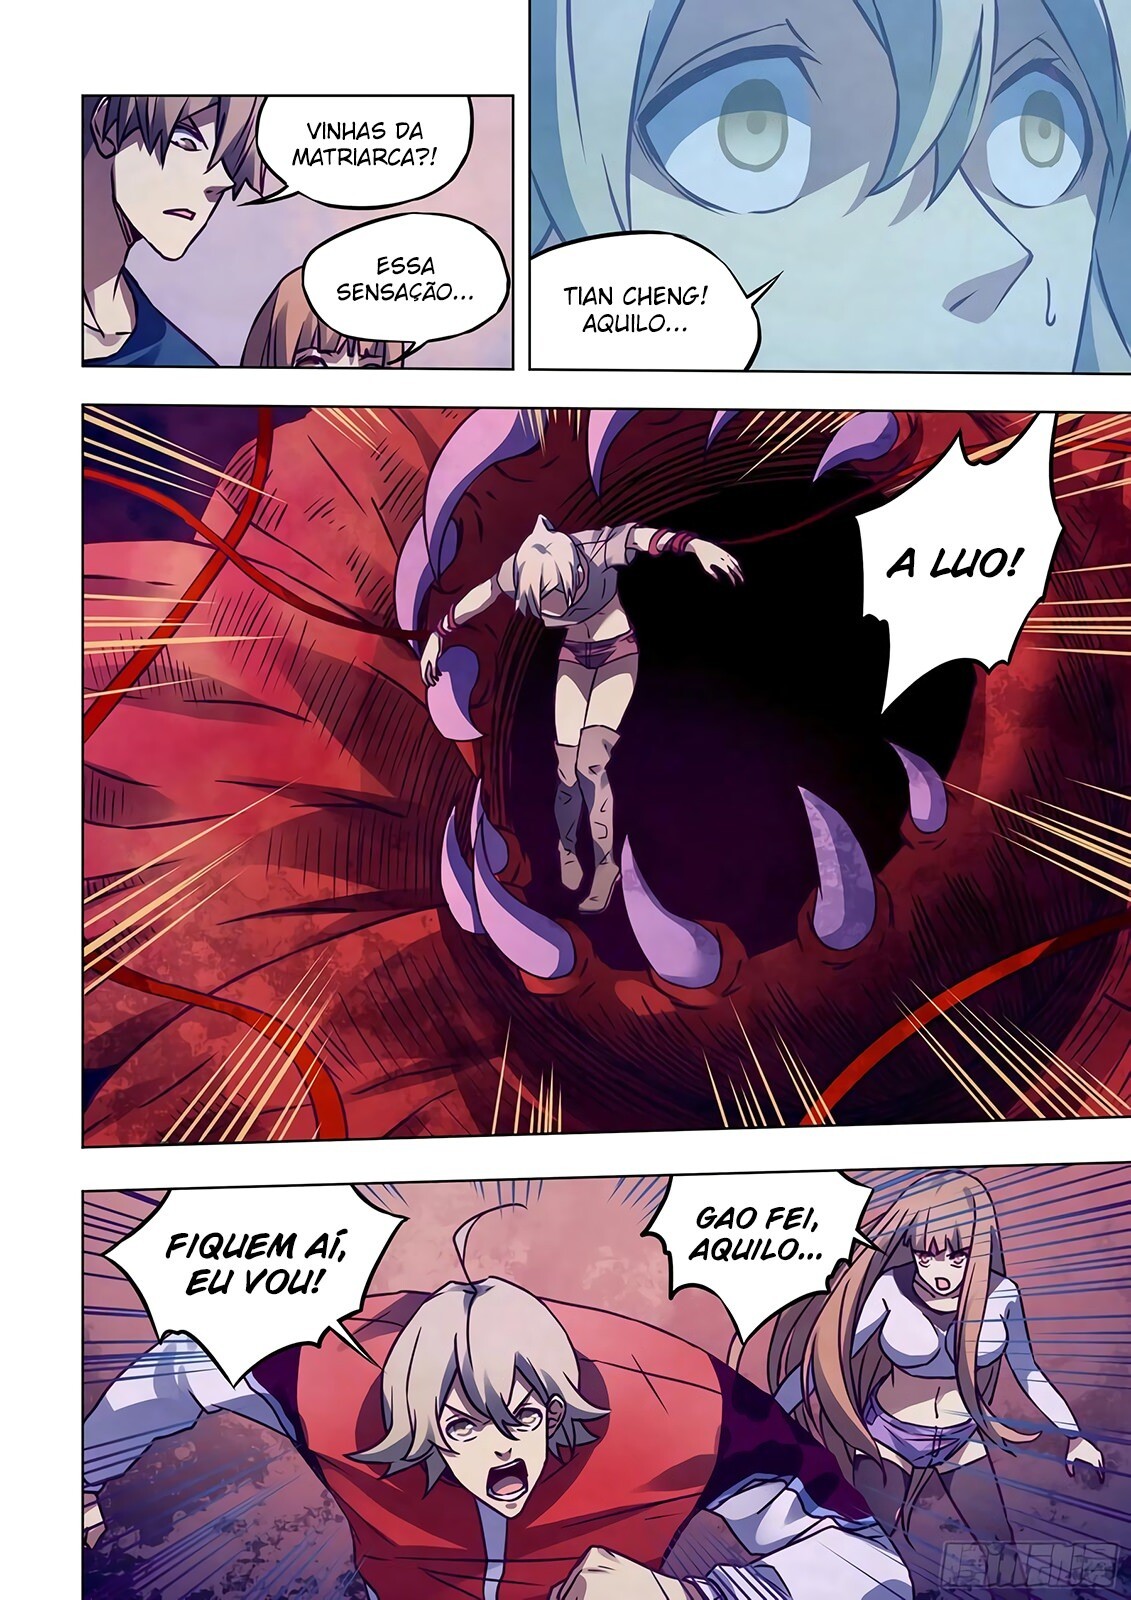 VINHAS DA
MATRIARCA?!
ESSA
SENSAÇÃO...
TIAN CHENG!
AQUILO...
A LUO!
FIQUEM AÍ,
EU VOU!
GAO FEI,
AQUILO...